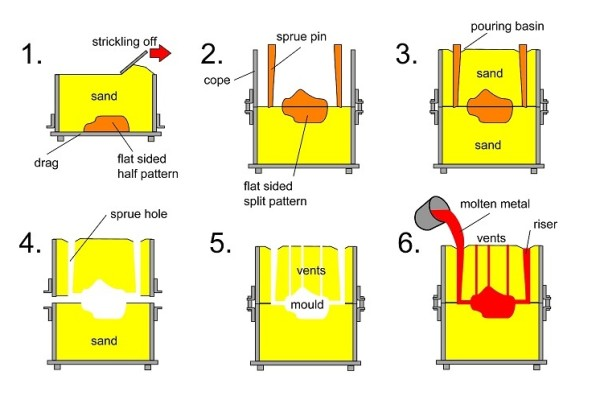 1.
strickling off
sand
drag
flat sided
half pattern
2.
sprue pin
cope
flat sided
split pattern
3.
pouring basin
sand
sand
4.
sprue hole
sand
5.
vents
mould
6.
molten metal
vents
riser